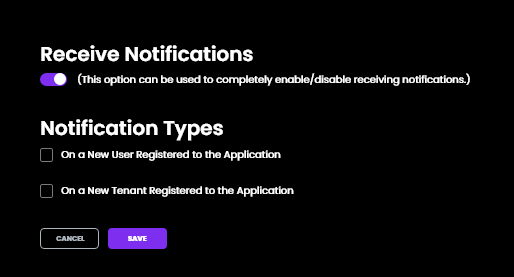 Receive Notifications
(This option can be used to completely enable/disable receiving notifications.)
Notification Types
On a New User Registered to the Application
On a New Tenant Registered to the Application
CANCEL SAVE